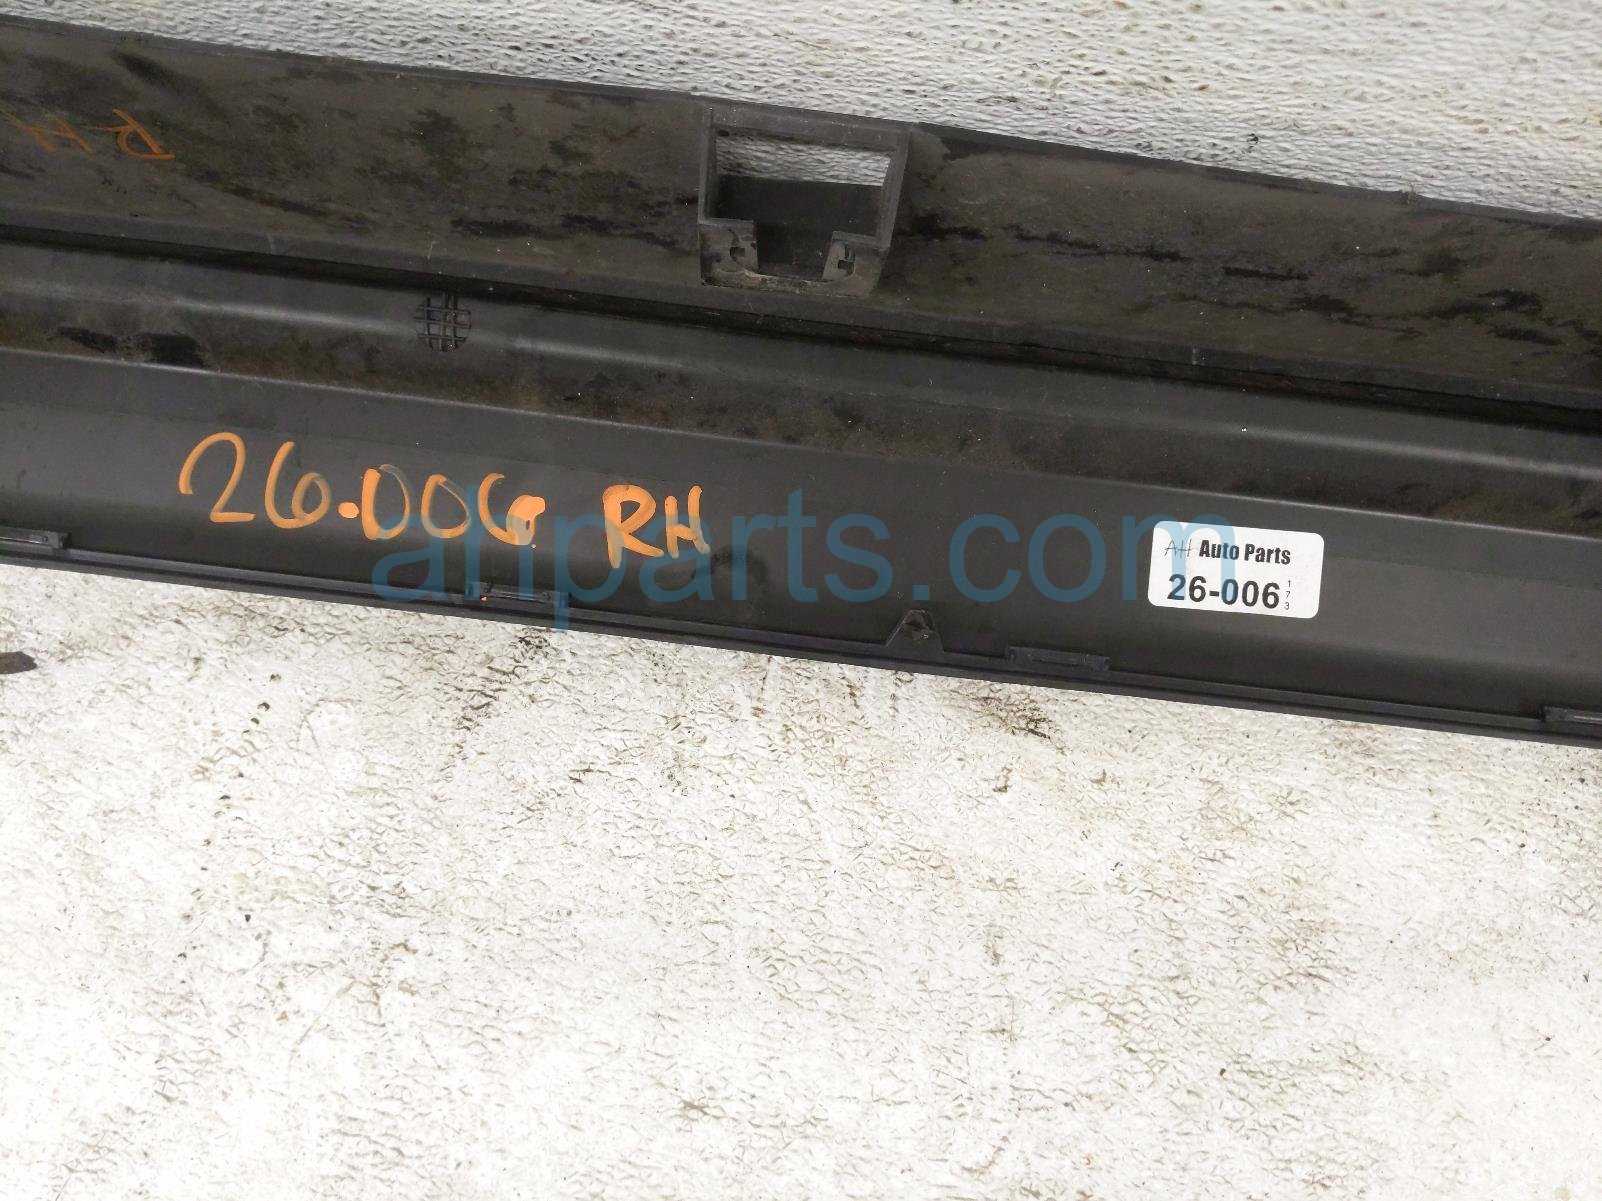 RH
26.006 RH
ahparts.com
AH Auto Parts
26-006 173